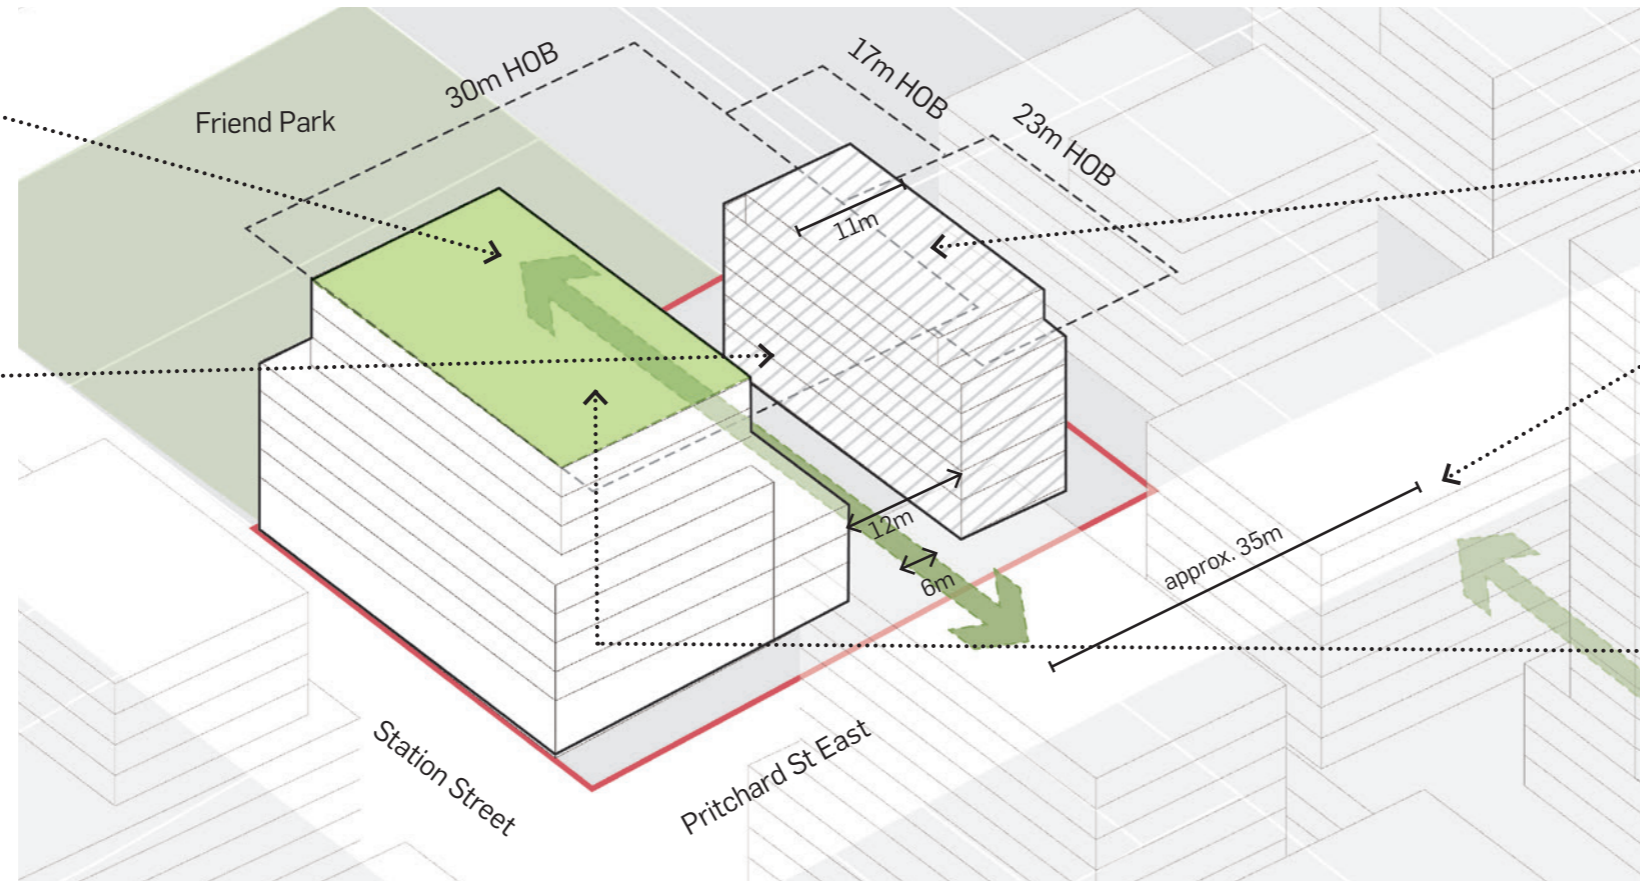 30m HOB
17m HOB
23m HOB
Friend Park
11m
12m
6m
approx. 35m
Station Street
Pritchard St East